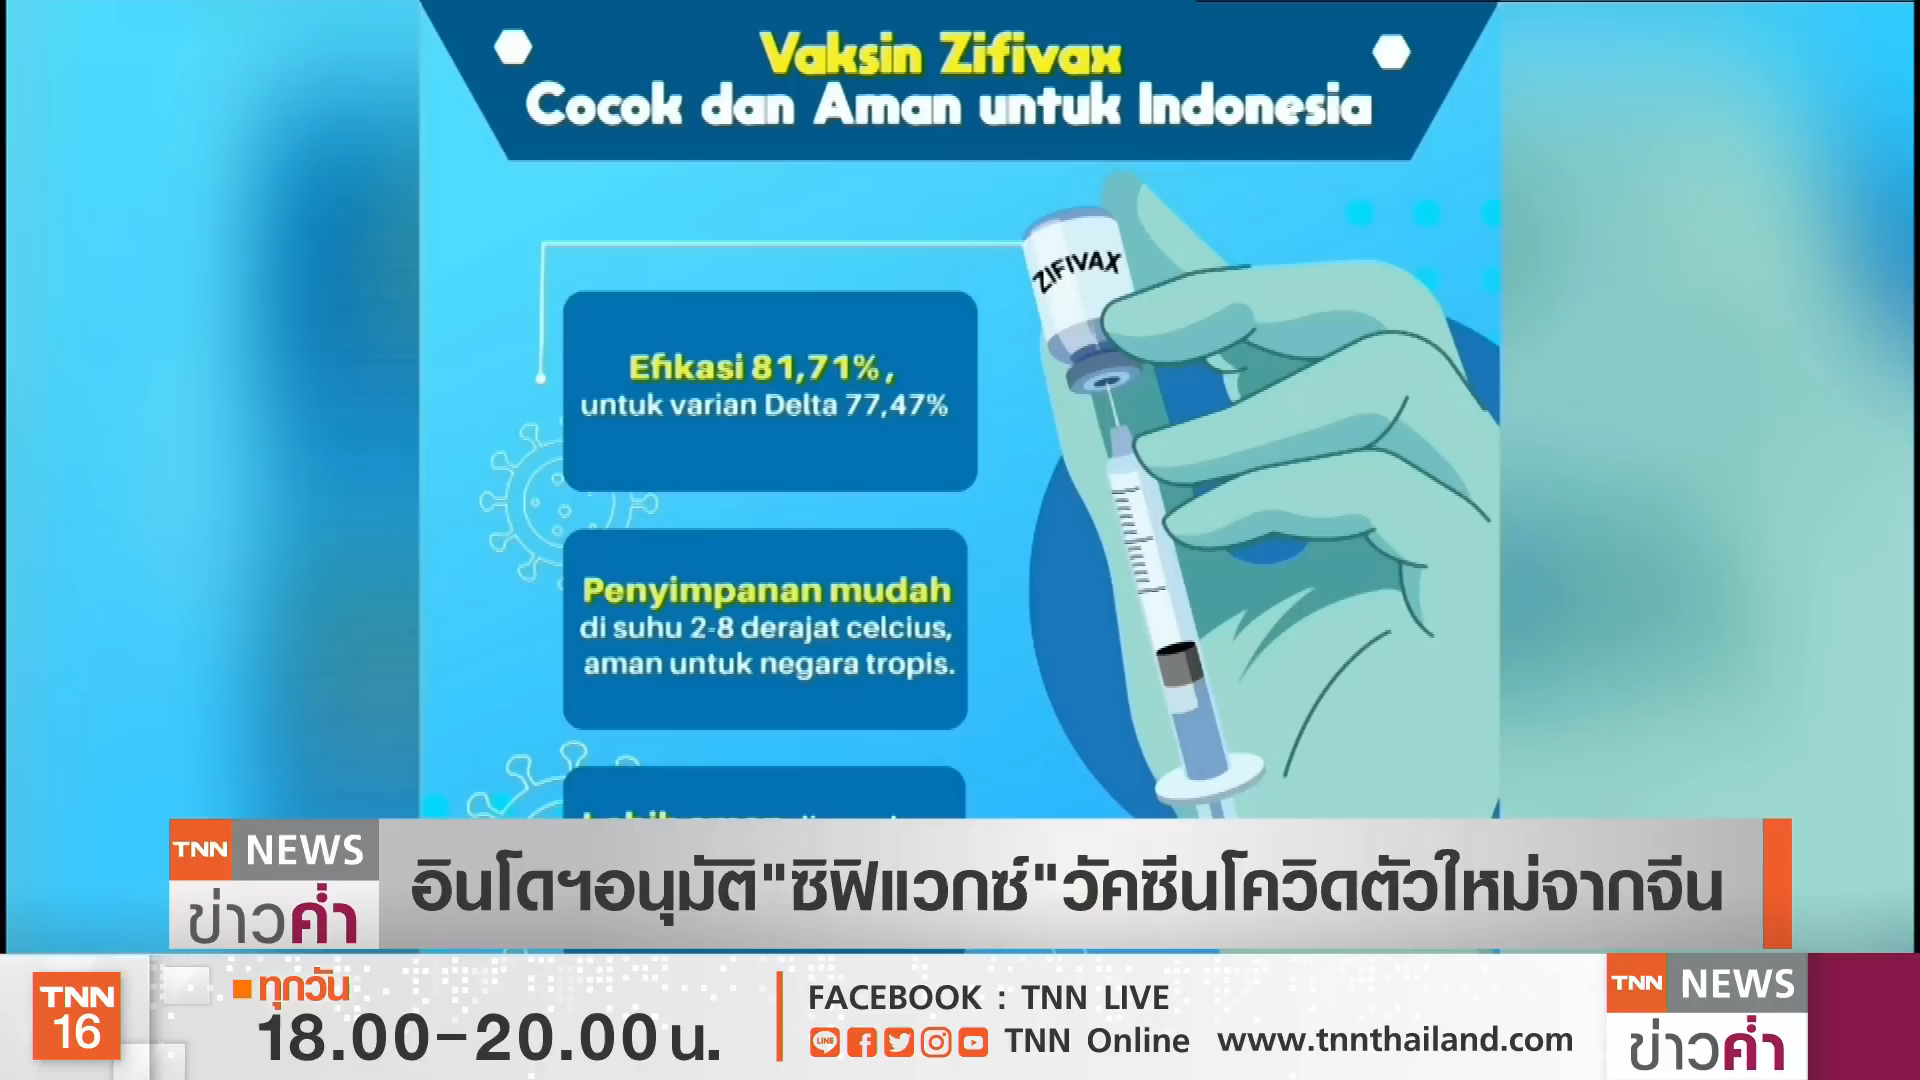 Vaksin Zifivax
Cocok dan Aman untuk Indonesia
ZIFIVAX
Efikasi 81,71%,
untuk varian Delta 77,47%
Penyimpanan mudah
di suhu 2-8 derajat celcius,
aman untuk negara tropis.
TNN NEWS
ข่าวค่ำ
อินโดฯอนุมัติ"ซิฟิแวกซ์"วัคซีนโควิดตัวใหม่จากจีน
TNN
16
ทุกวัน
18.00-20.00 น.
FACEBOOK : TNN LIVE
LINE TNN Online www.tnnthailand.com
TNN NEWS
ข่าวค่ำ